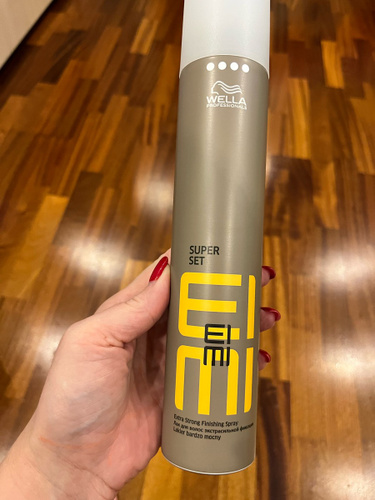 WELLA
PROFESSIONALS
SUPER
SET
EIMI
Extra Strong Finishing Spray
Лак для волос экстрасильной фиксации
Lakier bardzo mocny